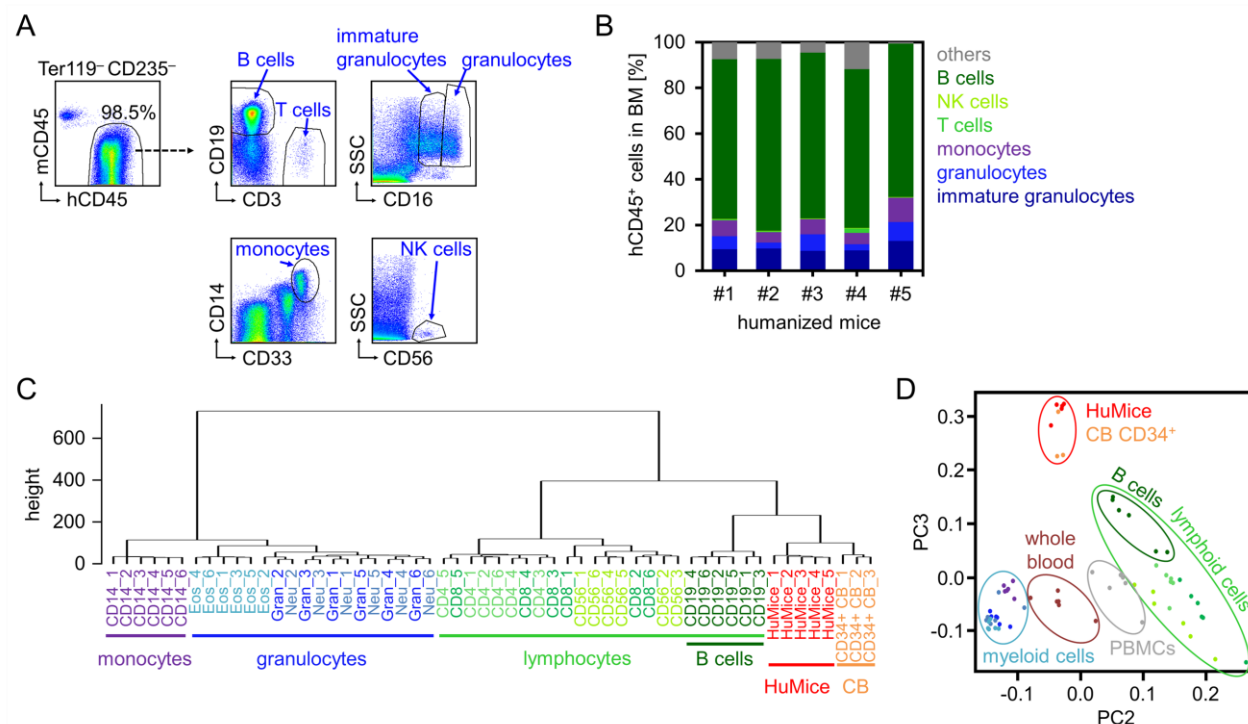 A
Ter119⁻ CD235⁻
98.5%
mCD45
hCD45
B cells
T cells
CD19
CD3
immature
granulocytes
granulocytes
SSC
CD16
monocytes
CD14
CD33
NK cells
SSC
CD56
B
hCD45⁺ cells in BM [%]
100
80
60
40
20
0
#1 #2 #3 #4 #5
humanized mice
others
B cells
NK cells
T cells
monocytes
granulocytes
immature granulocytes
C
height
600
400
200
0
CD14_1
CD14_2
CD14_3
CD14_4
CD14_5
CD14_6
Eos_4
Eos_6
Eos_1
Eos_3
Eos_5
Eos_2
Gran_2
Neu_2
Gran_3
Neu_3
Gran_1
Neu_1
Gran_5
Neu_5
Gran_4
Neu_4
Gran_6
Neu_6
CD4_5
CD8_5
CD4_2
CD4_6
CD4_4
CD8_4
CD4_3
CD8_3
CD4_1
CD8_1
CD56_1
CD56_6
CD56_4
CD56_5
CD8_2
CD8_6
CD56_2
CD56_3
CD19_4
CD19_6
CD19_2
CD19_5
CD19_1
CD19_3
HuMice_1
HuMice_2
HuMice_3
HuMice_4
HuMice_5
CD34+ CB_1
CD34+ CB_2
CD34+ CB_3
monocytes
granulocytes
lymphocytes
B cells
HuMice
CB
D
PC3
0.3
0.2
0.1
0.0
-0.1
HuMice
CB CD34⁺
B cells
lymphoid cells
whole
blood
PBMCs
myeloid cells
-0.1 0.0 0.1 0.2
PC2